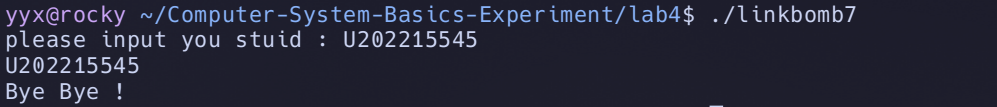 yyx@rocky ~/Computer-System-Basics-Experiment/lab4$ ./linkbomb7
please input you stuid : U202215545
U202215545
Bye Bye !